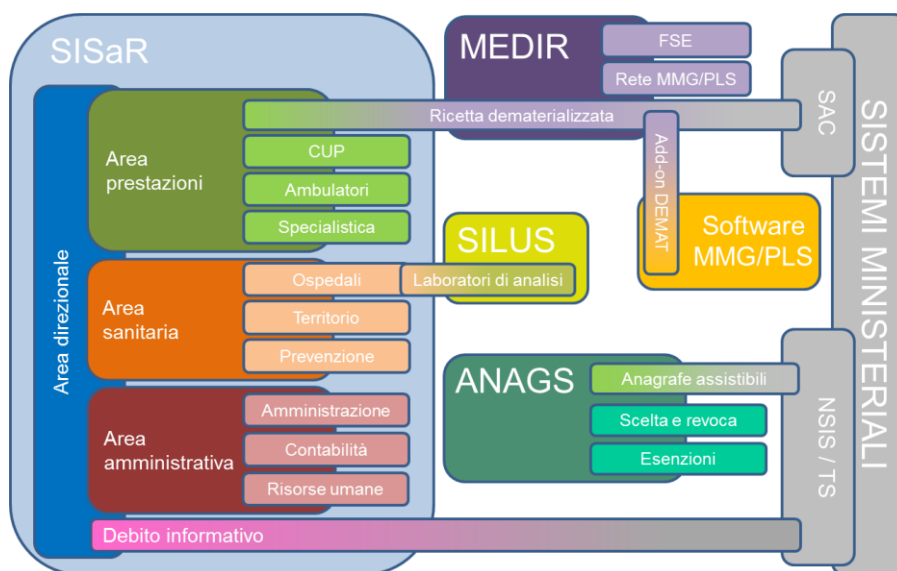 SISaR
Area direzionale
Area
prestazioni
Ricetta dematerializzata
CUP
Ambulatori
Specialistica
Area
sanitaria
Ospedali
Laboratori di analisi
Territorio
Prevenzione
Area
amministrativa
Amministrazione
Contabilità
Risorse umane
Debito informativo
MEDIR
FSE
Rete MMG/PLS
Add-on DEMAT
SILUS
Software
MMG/PLS
ANAGS
Anagrafe assistibili
Scelta e revoca
Esenzioni
SAC
NSIS / TS
SISTEMI MINISTERIALI